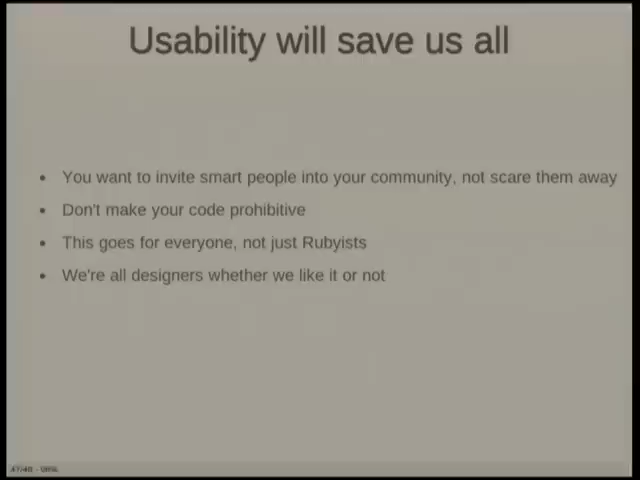 Usability will save us all
• You want to invite smart people into your community, not scare them away
• Don't make your code prohibitive
• This goes for everyone, not just Rubyists
• We're all designers whether we like it or not